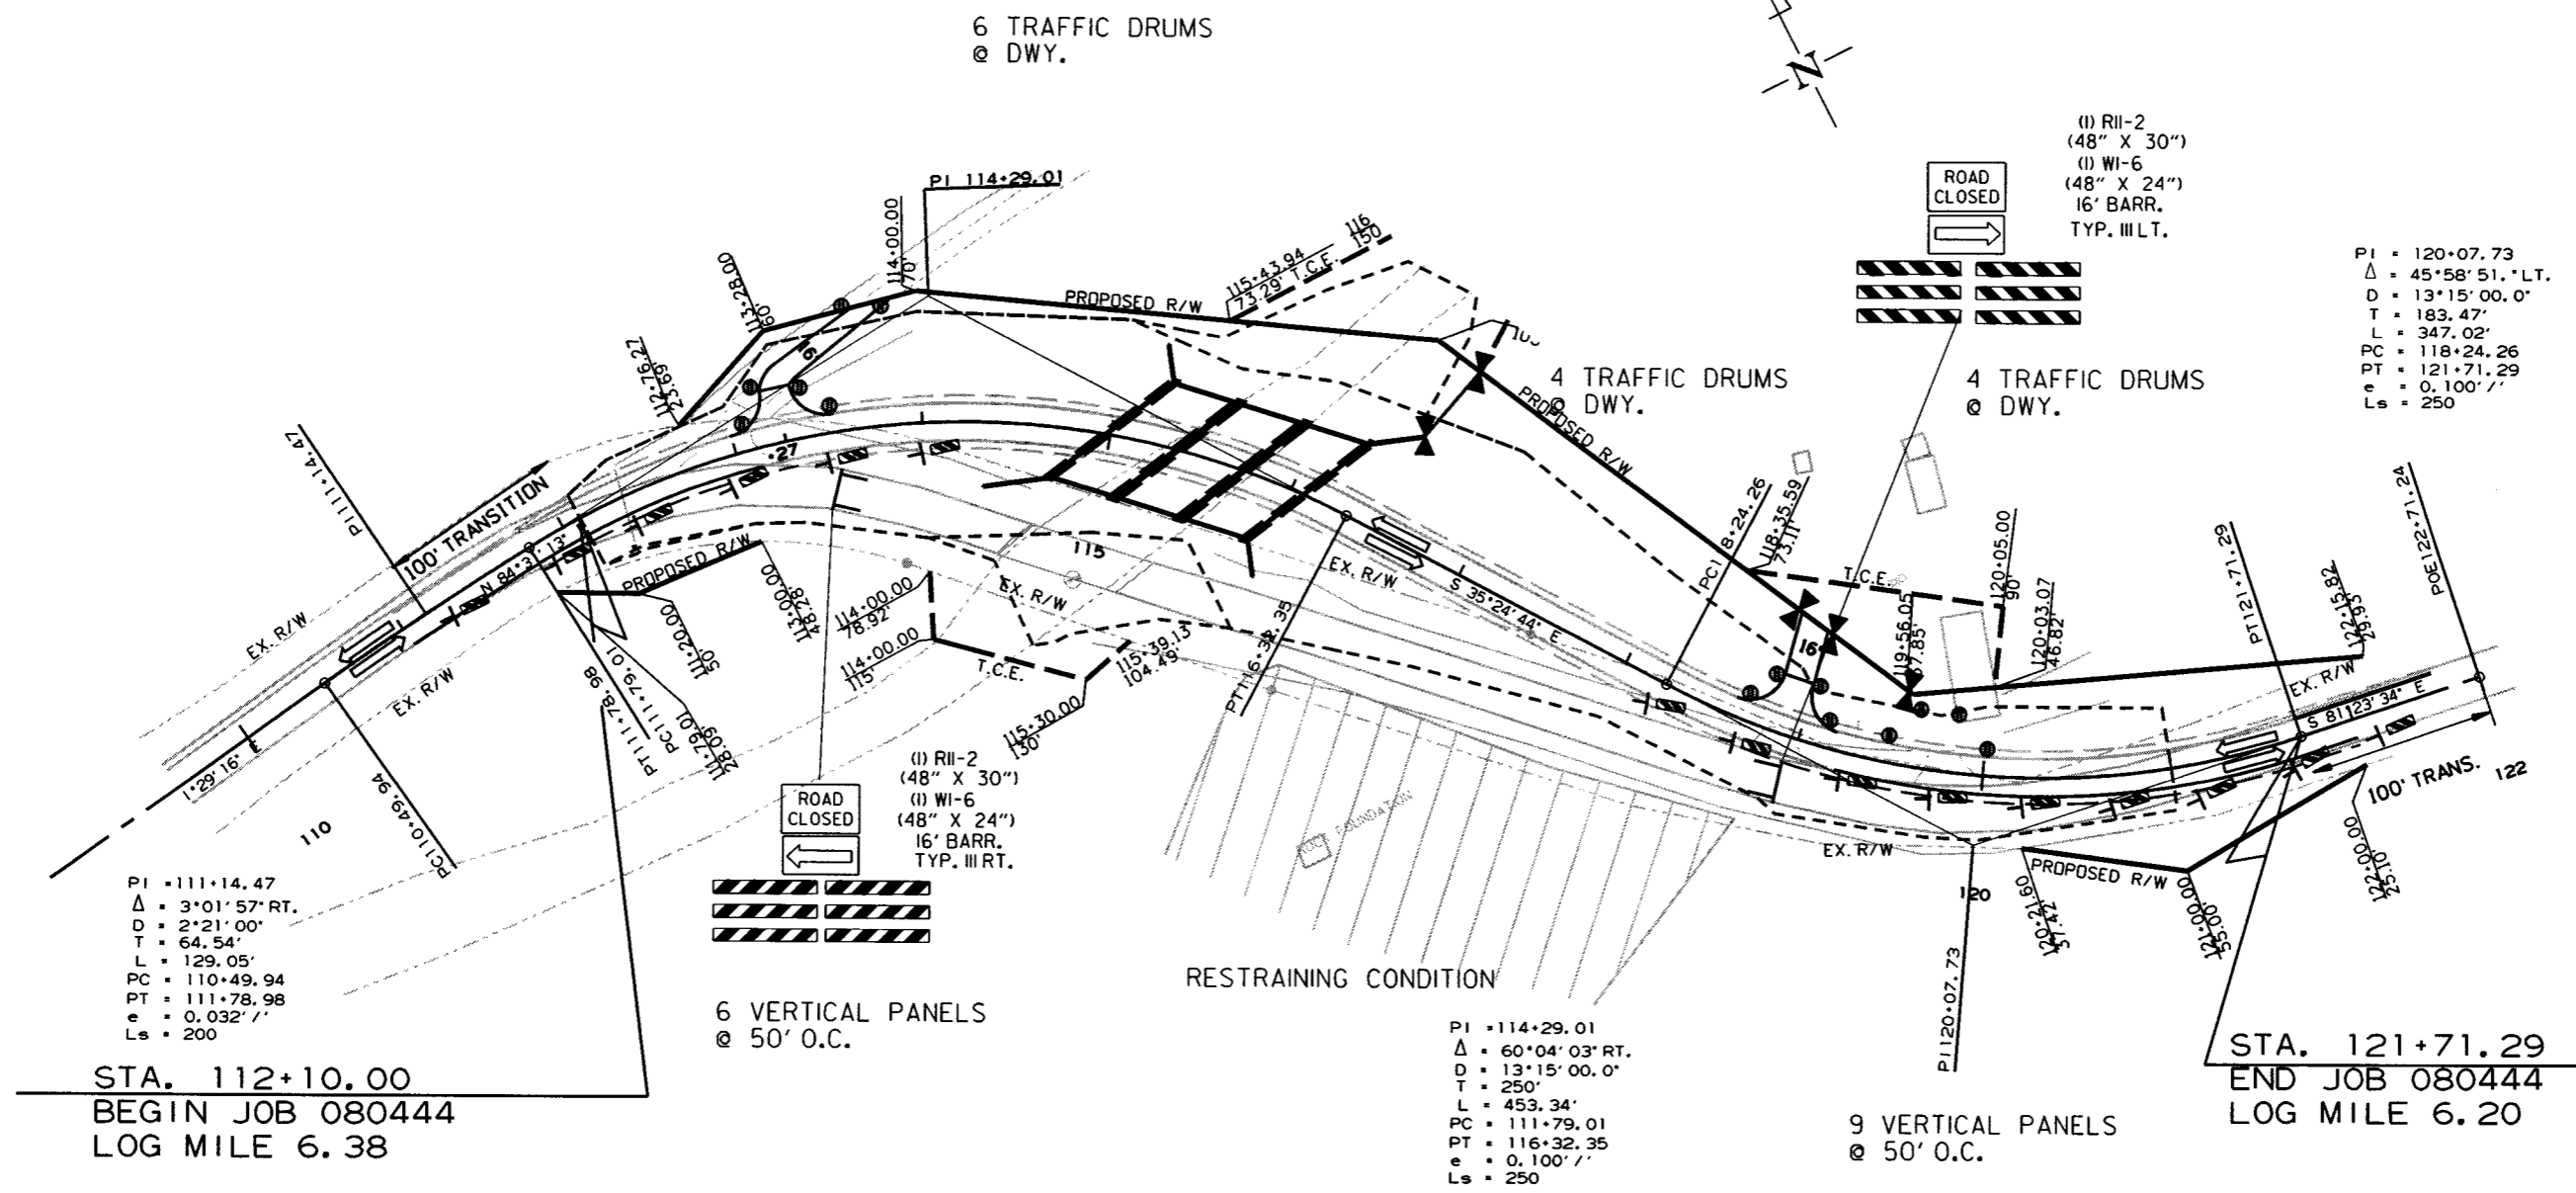 6 TRAFFIC DRUMS
@ DWY.
N
(1) R11-2
(48" X 30")
(1) W1-6
(48" X 24")
16' BARR.
TYP. III LT.
ROAD
CLOSED
PI = 120+07.73
Δ = 45°58'51." LT.
D = 13°15'00.0"
T = 183.47'
L = 347.02'
PC = 118+24.26
PT = 121+71.29
e = 0.100'/'
Ls = 250
4 TRAFFIC DRUMS
@ DWY.
4 TRAFFIC DRUMS
@ DWY.
PI 114+29.01
114+00.00
70'
113+28.00
60'
112+76.27
23.69'
PROPOSED R/W
115+43.94
73.29' T.C.E.
116
150
PROPOSED R/W
16'
+27
PI 111+14.47
100' TRANSITION
EX. R/W
EX. R/W
1°29'16"
110
PC 110+49.94
PROPOSED R/W
113+00.00
48.28'
111+20.00
50'
PT 111+78.98
PC 111+79.01
111+79.01
28.09'
114+00.00
78.92'
114+00.00
115'
T.C.E.
115+39.13
104.49'
115+30.00
130'
EX. R/W
115
PT 116+32.35
EX. R/W
S 35°24'44" E
118+35.59
73.11'
T.C.E.
16'
119+56.05
120+05.00
90'
120+03.07
46.82'
PT 121+71.29
122+15.82
29.93'
POE 122+71.24
EX. R/W
S 81°23'34" E
100' TRANS.
122
122+00.00
25.10'
PROPOSED R/W
121+00.00
55.00'
120+21.60
37.42'
EX. R/W
120
PI 120+07.73
FOUNDATION
RESTRAINING CONDITION
(1) R11-2
(48" X 30")
(1) W1-6
(48" X 24")
16' BARR.
TYP. III RT.
ROAD
CLOSED
6 VERTICAL PANELS
@ 50' O.C.
PI = 111+14.47
Δ = 3°01'57" RT.
D = 2°21'00"
T = 64.54'
L = 129.05'
PC = 110+49.94
PT = 111+78.98
e = 0.032'/'
Ls = 200
STA. 112+10.00
BEGIN JOB 080444
LOG MILE 6.38
PI = 114+29.01
Δ = 60°04'03" RT.
D = 13°15'00.0"
T = 250'
L = 453.34'
PC = 111+79.01
PT = 116+32.35
e = 0.100'/'
Ls = 250
9 VERTICAL PANELS
@ 50' O.C.
STA. 121+71.29
END JOB 080444
LOG MILE 6.20